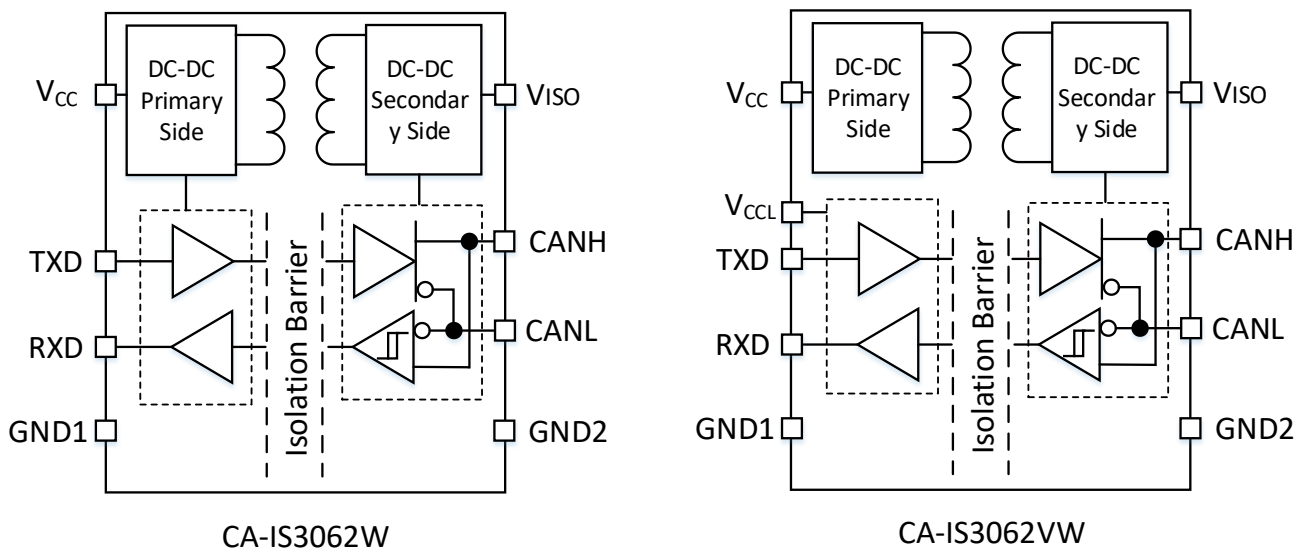 DC-DC
Primary
Side
DC-DC
Secondar
y Side
VCC
VISO
TXD
RXD
GND1
Isolation Barrier
CANH
CANL
GND2
CA-IS3062W
DC-DC
Primary
Side
DC-DC
Secondar
y Side
VCC
VISO
VCCL
TXD
RXD
GND1
Isolation Barrier
CANH
CANL
GND2
CA-IS3062VW